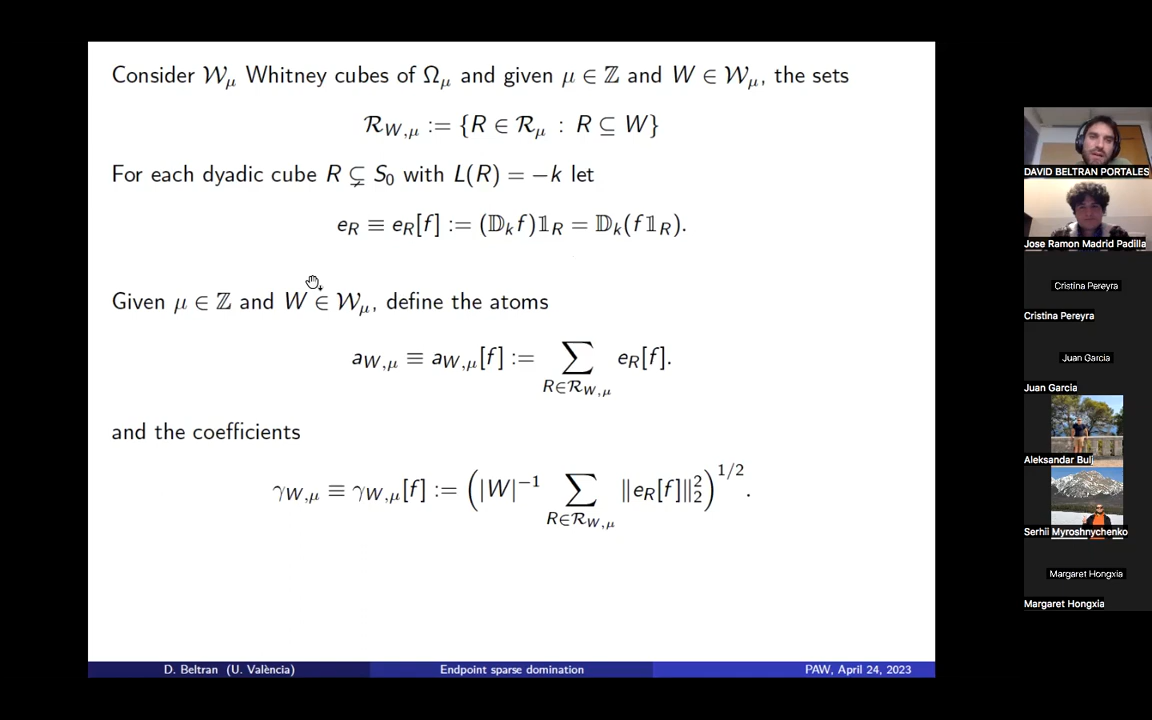 Consider 𝒲_μ Whitney cubes of Ω_μ and given μ ∈ ℤ and W ∈ 𝒲_μ, the sets
ℛ_{W,μ} := {R ∈ ℛ_μ : R ⊆ W}
For each dyadic cube R ⊊ S_0 with L(R) = −k let
e_R ≡ e_R[f] := (𝔻_k f)𝟙_R = 𝔻_k(f𝟙_R).
Given μ ∈ ℤ and W ∈ 𝒲_μ, define the atoms
a_{W,μ} ≡ a_{W,μ}[f] := ∑_{R∈ℛ_{W,μ}} e_R[f].
and the coefficients
γ_{W,μ} ≡ γ_{W,μ}[f] := (|W|^{−1} ∑_{R∈ℛ_{W,μ}} ‖e_R[f]‖_2^2)^{1/2}.
D. Beltran (U. València) Endpoint sparse domination PAW, April 24, 2023
DAVID BELTRAN PORTALES
Jose Ramon Madrid Padilla
Cristina Pereyra
Cristina Pereyra
Juan Garcia
Juan Garcia
Aleksandar Bulj
Serhii Myroshnychenko
Margaret Hongxia
Margaret Hongxia